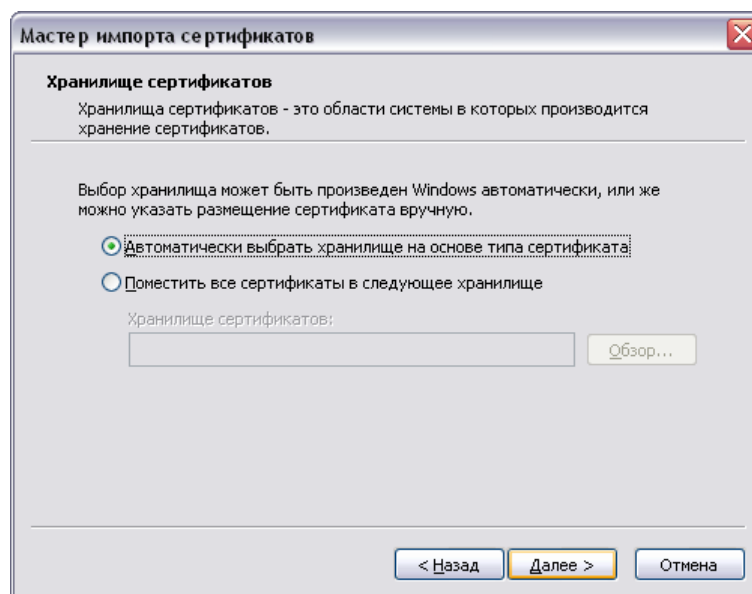 Мастер импорта сертификатов
Хранилище сертификатов
Хранилища сертификатов - это области системы в которых производится
хранение сертификатов.
Выбор хранилища может быть произведен Windows автоматически, или же
можно указать размещение сертификата вручную.
Автоматически выбрать хранилище на основе типа сертификата
Поместить все сертификаты в следующее хранилище
Хранилище сертификатов:
Обзор...
< Назад
Далее >
Отмена